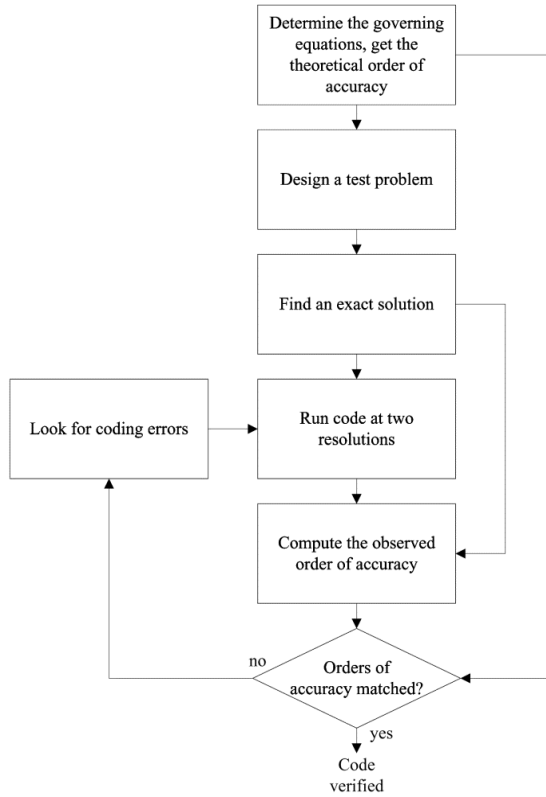 Determine the governing
equations, get the
theoretical order of
accuracy
Design a test problem
Find an exact solution
Look for coding errors
Run code at two
resolutions
Compute the observed
order of accuracy
no
Orders of
accuracy matched?
yes
Code
verified